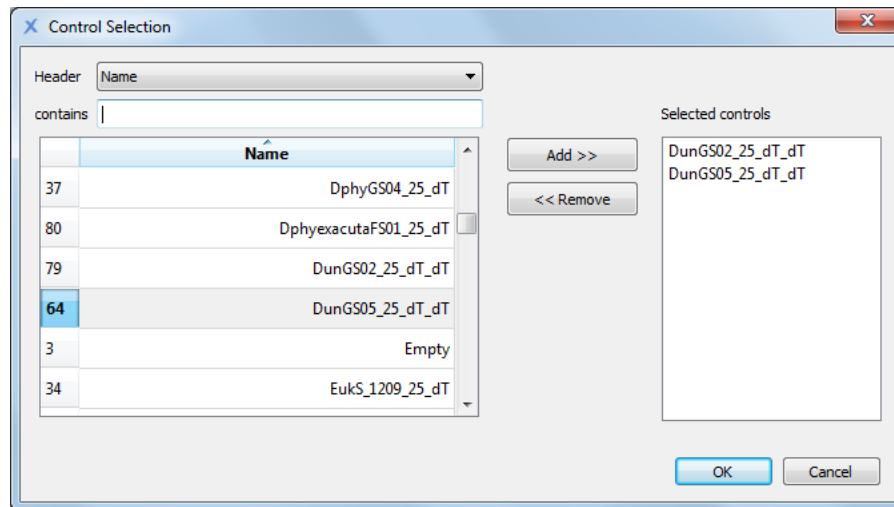 X Control Selection
Header Name
contains
Selected controls
Name
37 DphyGS04_25_dT
80 DphyexacutaFS01_25_dT
79 DunGS02_25_dT_dT
64 DunGS05_25_dT_dT
3 Empty
34 EukS_1209_25_dT
Add >>
<< Remove
DunGS02_25_dT_dT
DunGS05_25_dT_dT
OK Cancel